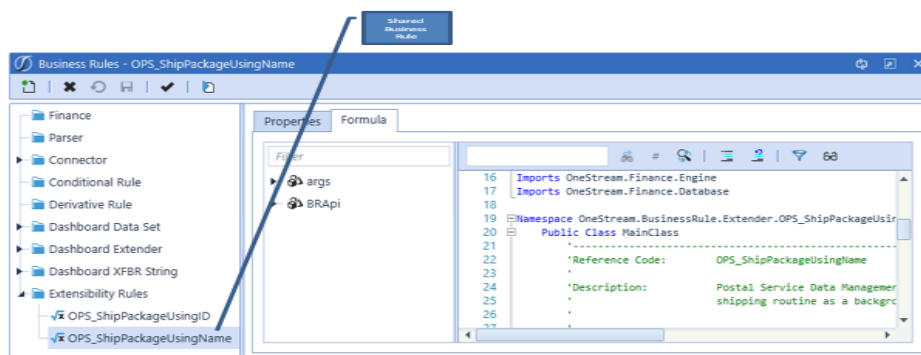 Shared
Business
Rule
Business Rules - OPS_ShipPackageUsingName
Finance
Parser
Connector
Conditional Rule
Derivative Rule
Dashboard Data Set
Dashboard Extender
Dashboard XFBR String
Extensibility Rules
OPS_ShipPackageUsingID
OPS_ShipPackageUsingName
Properties Formula
Filter
args
BRApi
16 Imports OneStream.Finance.Engine
17 Imports OneStream.Finance.Database
18
19 Namespace OneStream.BusinessRule.Extender.OPS_ShipPackageUsin
20 Public Class MainClass
21 '------------------------------------------------------------
22 'Reference Code: OPS_ShipPackageUsingName
23 '
24 'Description: Postal Service Data Managemen
25 ' shipping routine as a backgro
26 '
27 '